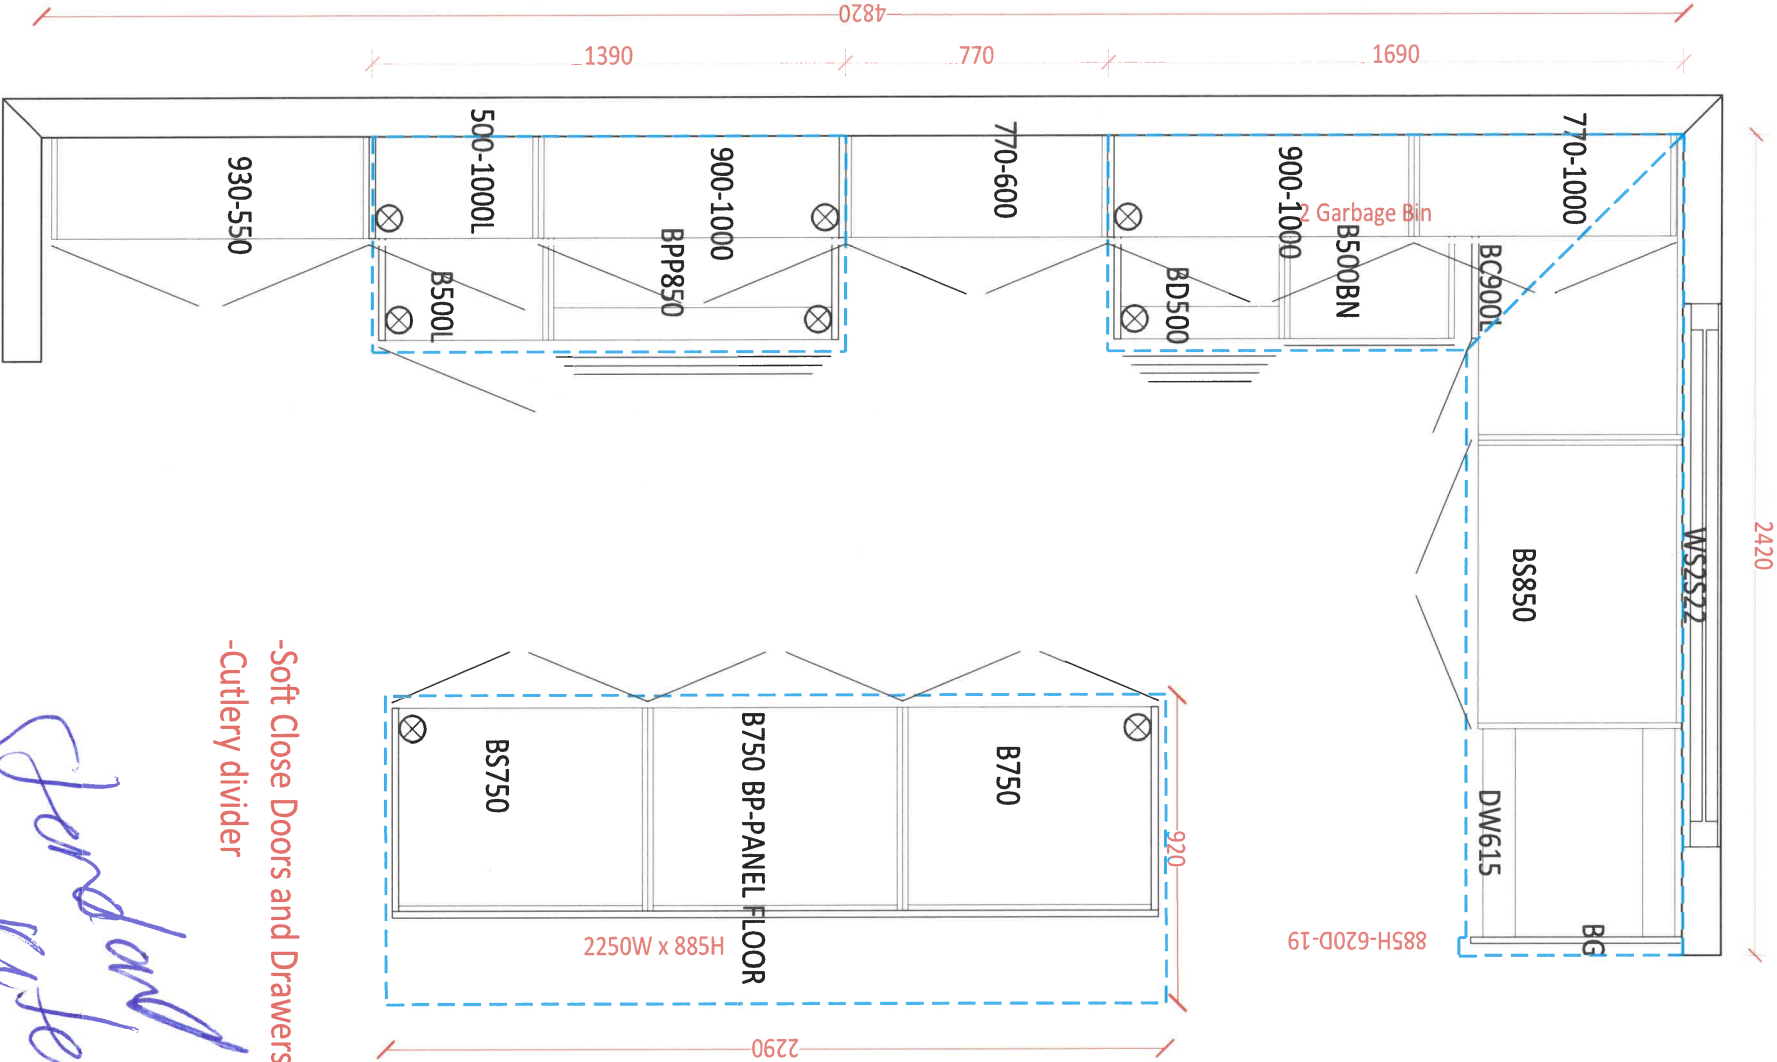 4820
1390
770
1690
930-550
500-1000L
900-1000
770-600
900-1000
770-1000
2 Garbage Bin
B500L
BPP850
BD500
B500BN
BC900L
2420
WS2S22
BS850
DW615
BG
885H-620D-19
BS750
B750 BP-PANEL FLOOR
B750
920
2250W x 885H
2290
-Soft Close Doors and Drawers
-Cutlery divider